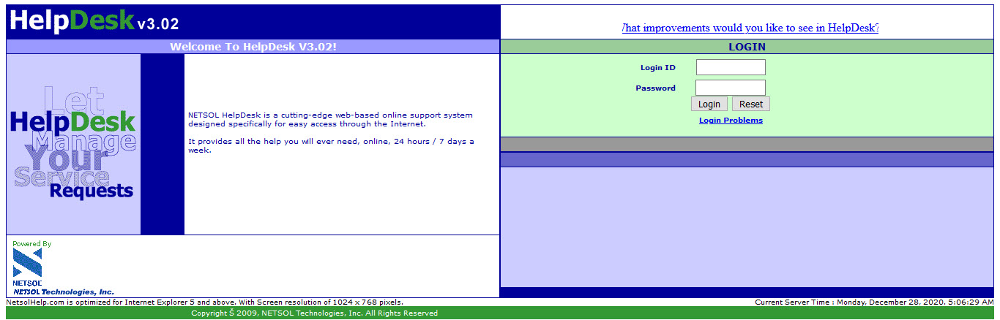 HelpDesk v3.02
hat improvements would you like to see in HelpDesk?
Welcome To HelpDesk V3.02!
LOGIN
Login ID
Password
Login Reset
Login Problems
Let
HelpDesk
Manage
Your
Service
Requests
NETSOL HelpDesk is a cutting-edge web-based online support system
designed specifically for easy access through the Internet.
It provides all the help you will ever need, online, 24 hours / 7 days a
week.
Powered By
NETSOL
NETSOL Technologies, Inc.
NetsolHelp.com is optimized for Internet Explorer 5 and above. With Screen resolution of 1024 x 768 pixels.
Current Server Time : Monday, December 28, 2020. 5:06:29 AM
Copyright Š 2009, NETSOL Technologies, Inc. All Rights Reserved